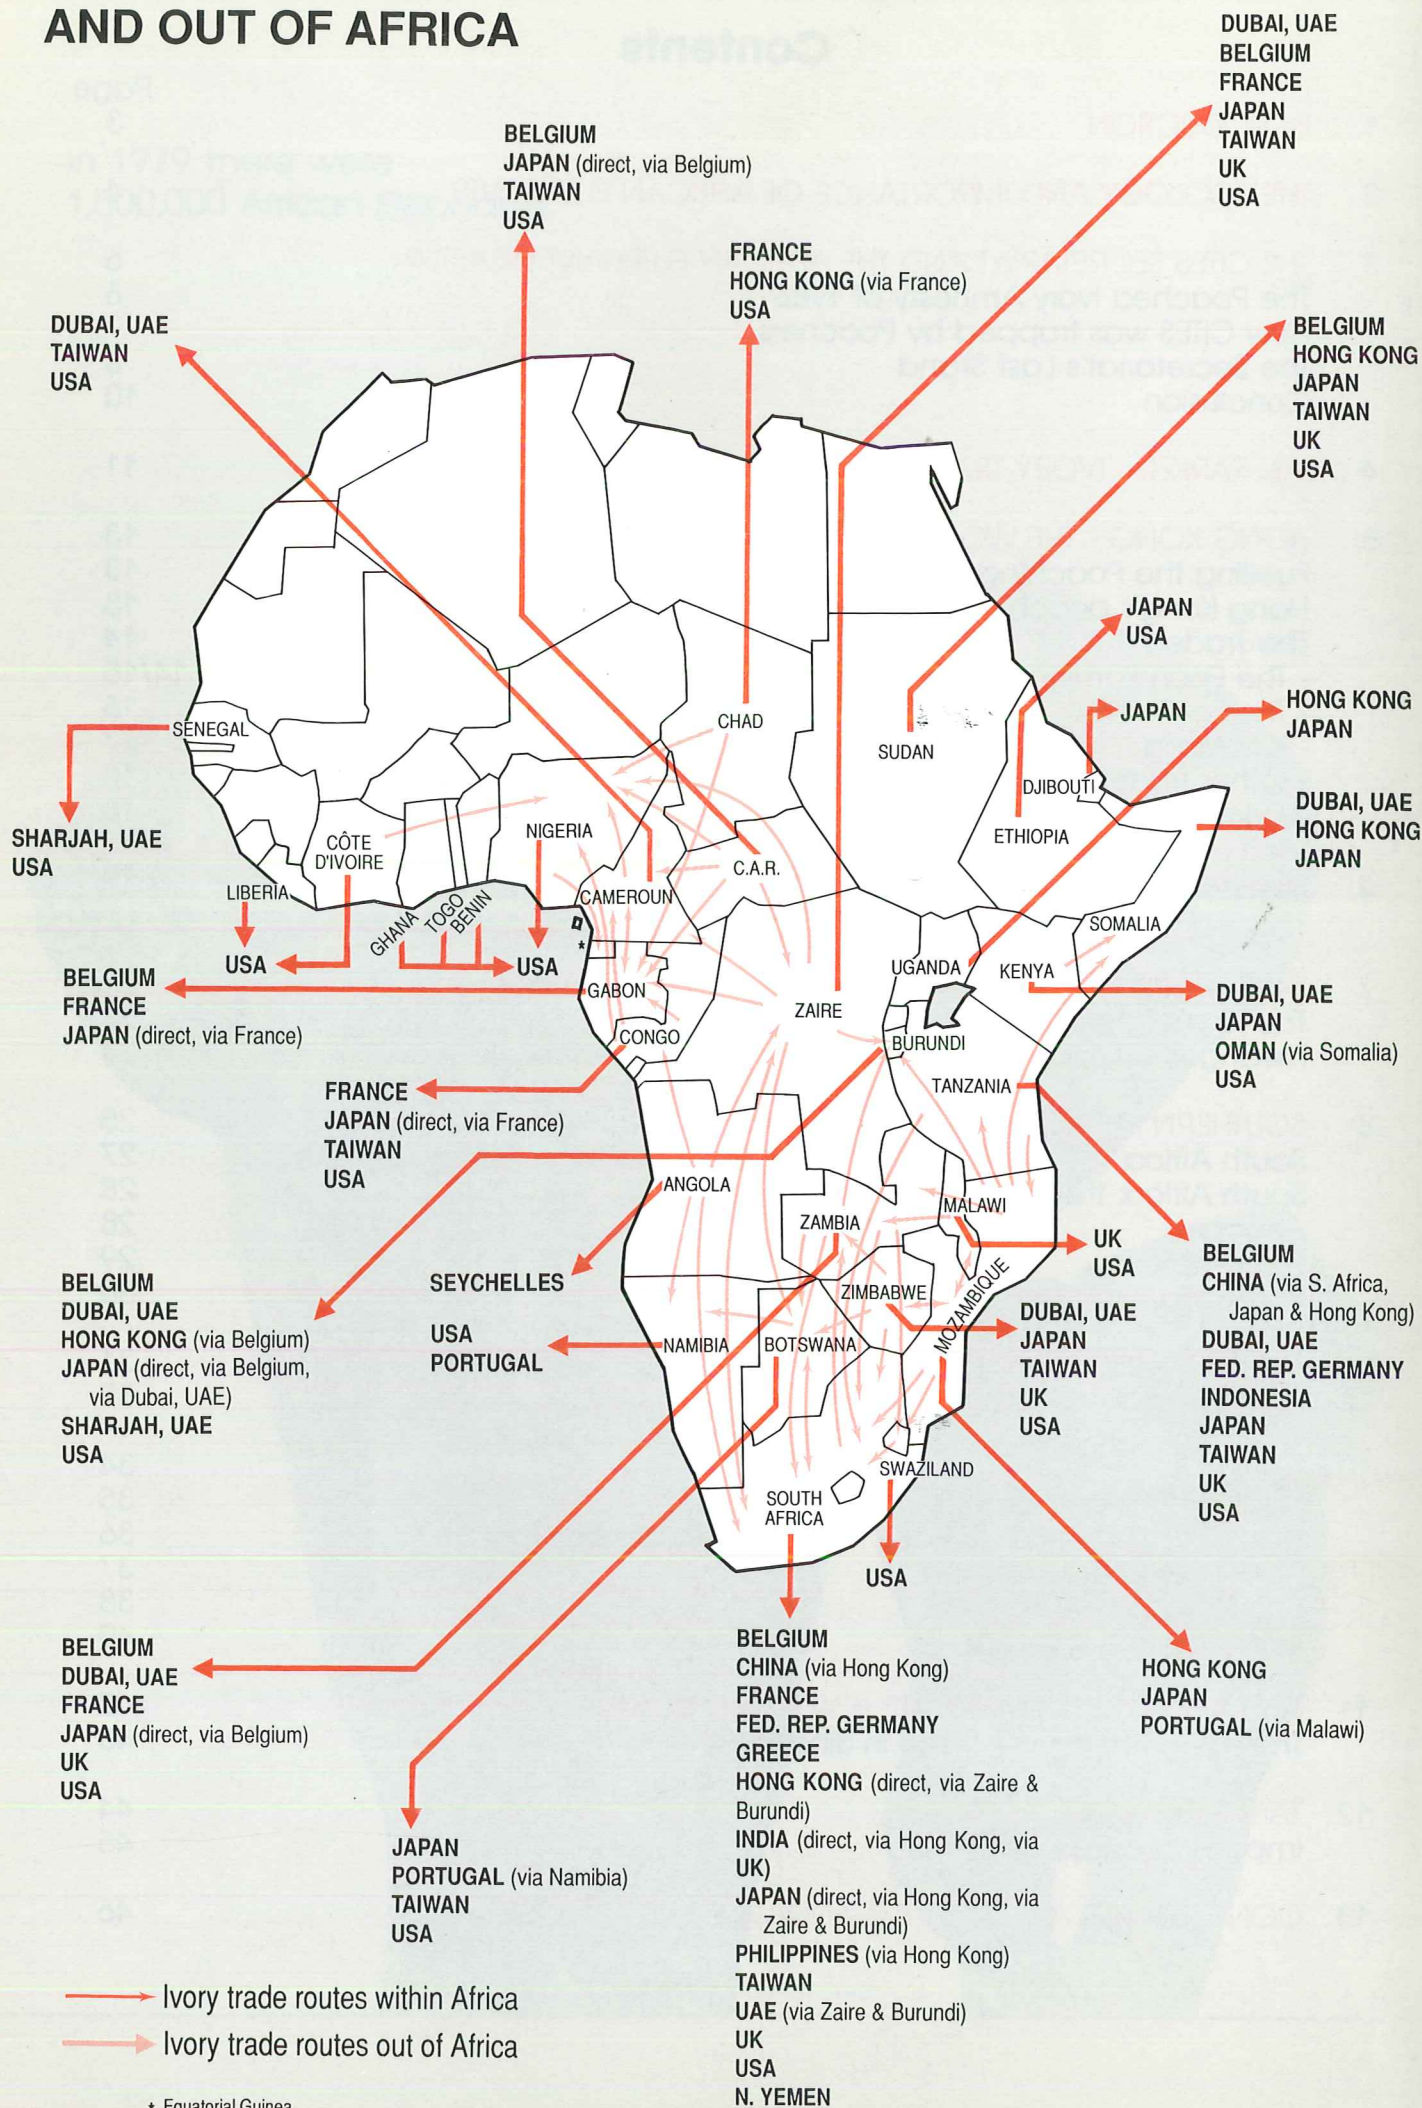 AND OUT OF AFRICA
DUBAI, UAE
BELGIUM
FRANCE
JAPAN
TAIWAN
UK
USA
BELGIUM
JAPAN (direct, via Belgium)
TAIWAN
USA
FRANCE
HONG KONG (via France)
USA
DUBAI, UAE
TAIWAN
USA
BELGIUM
HONG KONG
JAPAN
TAIWAN
UK
USA
JAPAN
USA
JAPAN
HONG KONG
JAPAN
DUBAI, UAE
HONG KONG
JAPAN
SENEGAL
CHAD
SUDAN
DJIBOUTI
ETHIOPIA
SHARJAH, UAE
USA
CÔTE
D'IVOIRE
NIGERIA
C.A.R.
LIBERIA
CAMEROUN
GHANA
TOGO
BENIN
SOMALIA
USA
USA
UGANDA
KENYA
BELGIUM
FRANCE
JAPAN (direct, via France)
*
GABON
ZAIRE
CONGO
BURUNDI
TANZANIA
DUBAI, UAE
JAPAN
OMAN (via Somalia)
USA
FRANCE
JAPAN (direct, via France)
TAIWAN
USA
ANGOLA
ZAMBIA
MALAWI
UK
USA
SEYCHELLES
USA
PORTUGAL
ZIMBABWE
MOZAMBIQUE
NAMIBIA
BOTSWANA
BELGIUM
DUBAI, UAE
HONG KONG (via Belgium)
JAPAN (direct, via Belgium,
via Dubai, UAE)
SHARJAH, UAE
USA
DUBAI, UAE
JAPAN
TAIWAN
UK
USA
BELGIUM
CHINA (via S. Africa,
Japan & Hong Kong)
DUBAI, UAE
FED. REP. GERMANY
INDONESIA
JAPAN
TAIWAN
UK
USA
SWAZILAND
SOUTH
AFRICA
USA
BELGIUM
DUBAI, UAE
FRANCE
JAPAN (direct, via Belgium)
UK
USA
JAPAN
PORTUGAL (via Namibia)
TAIWAN
USA
BELGIUM
CHINA (via Hong Kong)
FRANCE
FED. REP. GERMANY
GREECE
HONG KONG (direct, via Zaire &
Burundi)
INDIA (direct, via Hong Kong, via
UK)
JAPAN (direct, via Hong Kong, via
Zaire & Burundi)
PHILIPPINES (via Hong Kong)
TAIWAN
UAE (via Zaire & Burundi)
UK
USA
N. YEMEN
HONG KONG
JAPAN
PORTUGAL (via Malawi)
Ivory trade routes within Africa
Ivory trade routes out of Africa
* Equatorial Guinea